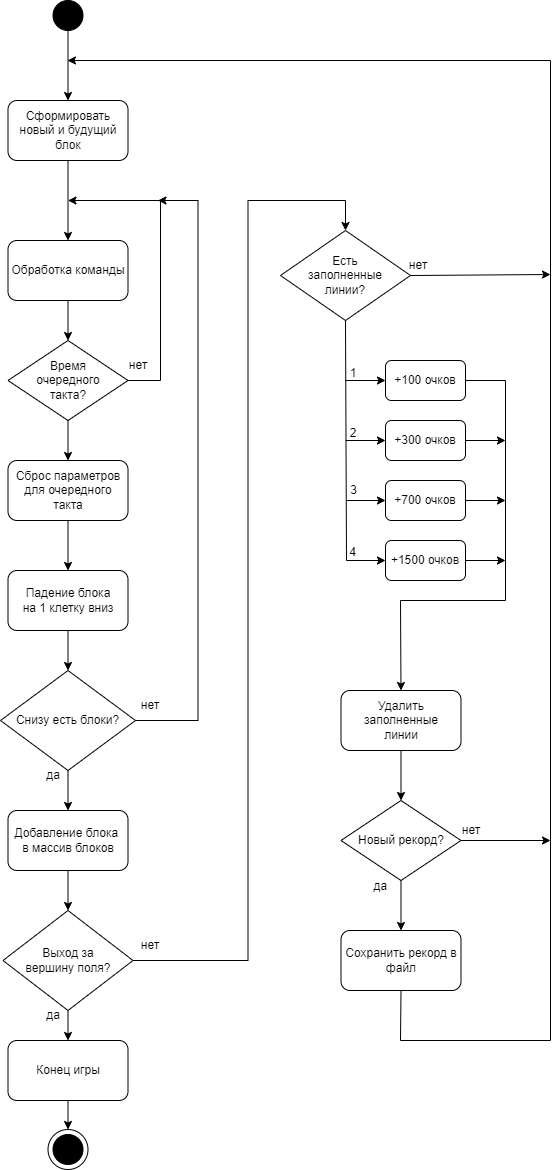 Сформировать
новый и будущий
блок
Обработка команды
Время
очередного
такта?
нет
Сброс параметров
для очередного
такта
Падение блока
на 1 клетку вниз
Снизу есть блоки?
нет
да
Добавление блока
в массив блоков
Выход за
вершину поля?
нет
да
Конец игры
Есть
заполненные
линии?
нет
1
+100 очков
2
+300 очков
3
+700 очков
4
+1500 очков
Удалить
заполненные
линии
Новый рекорд?
нет
да
Сохранить рекорд в
файл